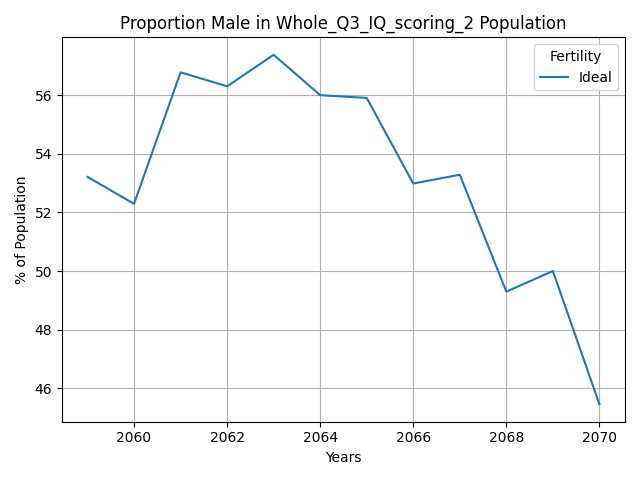 Proportion Male in Whole_Q3_IQ_scoring_2 Population
Fertility
Ideal
% of Population
56
54
52
50
48
46
2060 2062 2064 2066 2068 2070
Years